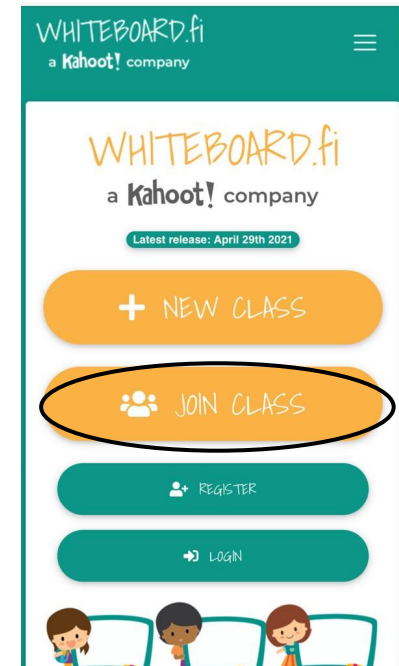 WHITEBOARD.fi
a Kahoot! company
WHITEBOARD.fi
a Kahoot! company
Latest release: April 29th 2021
NEW CLASS
JOIN CLASS
REGISTER
LOGIN